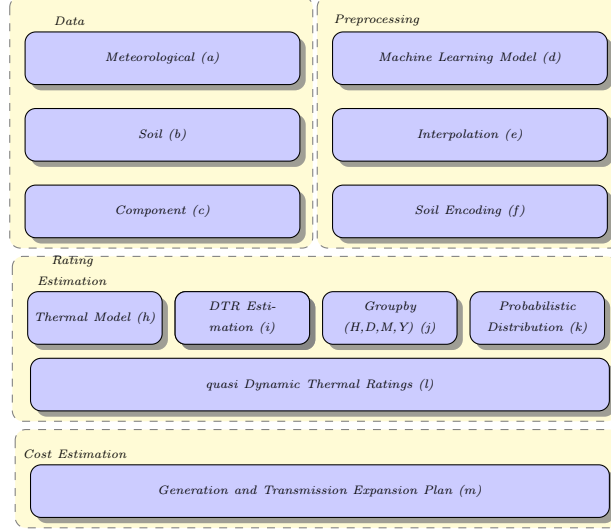 Data
Meteorological (a)
Soil (b)
Component (c)
Preprocessing
Machine Learning Model (d)
Interpolation (e)
Soil Encoding (f)
Rating
Estimation
Thermal Model (h)
DTR Esti-
mation (i)
Groupby
(H,D,M,Y) (j)
Probabilistic
Distribution (k)
quasi Dynamic Thermal Ratings (l)
Cost Estimation
Generation and Transmission Expansion Plan (m)